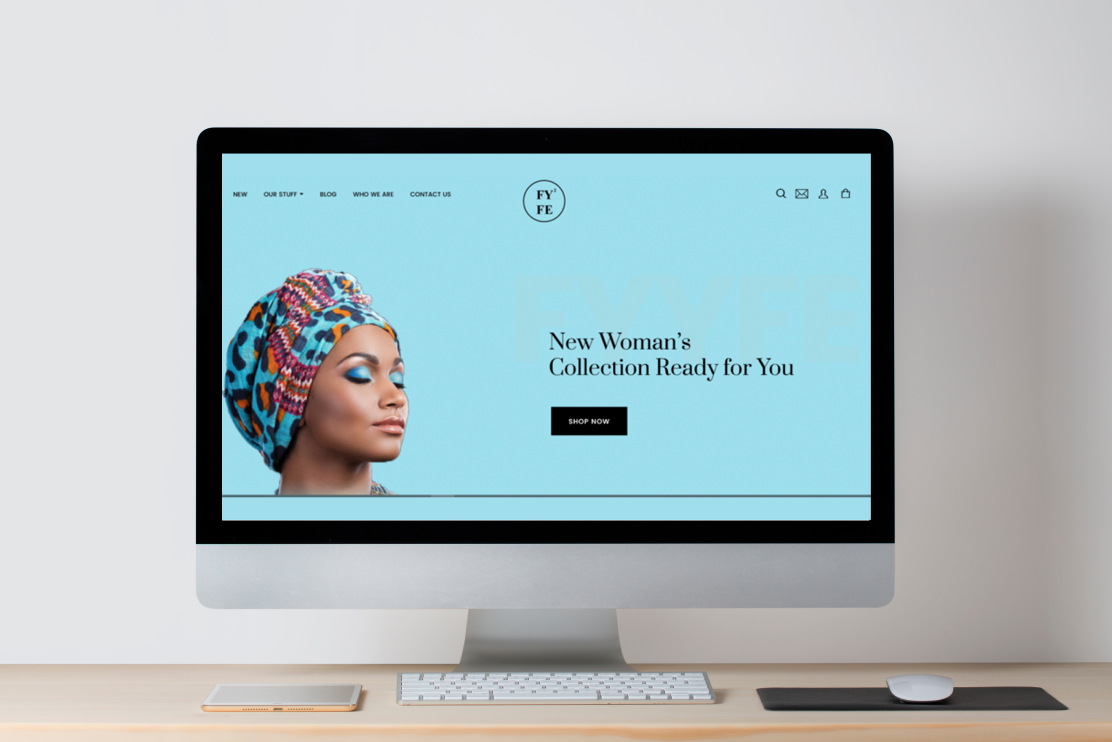 NEW OUR STUFF BLOG WHO WE ARE CONTACT US
FY'
FE
New Woman's
Collection Ready for You
SHOP NOW